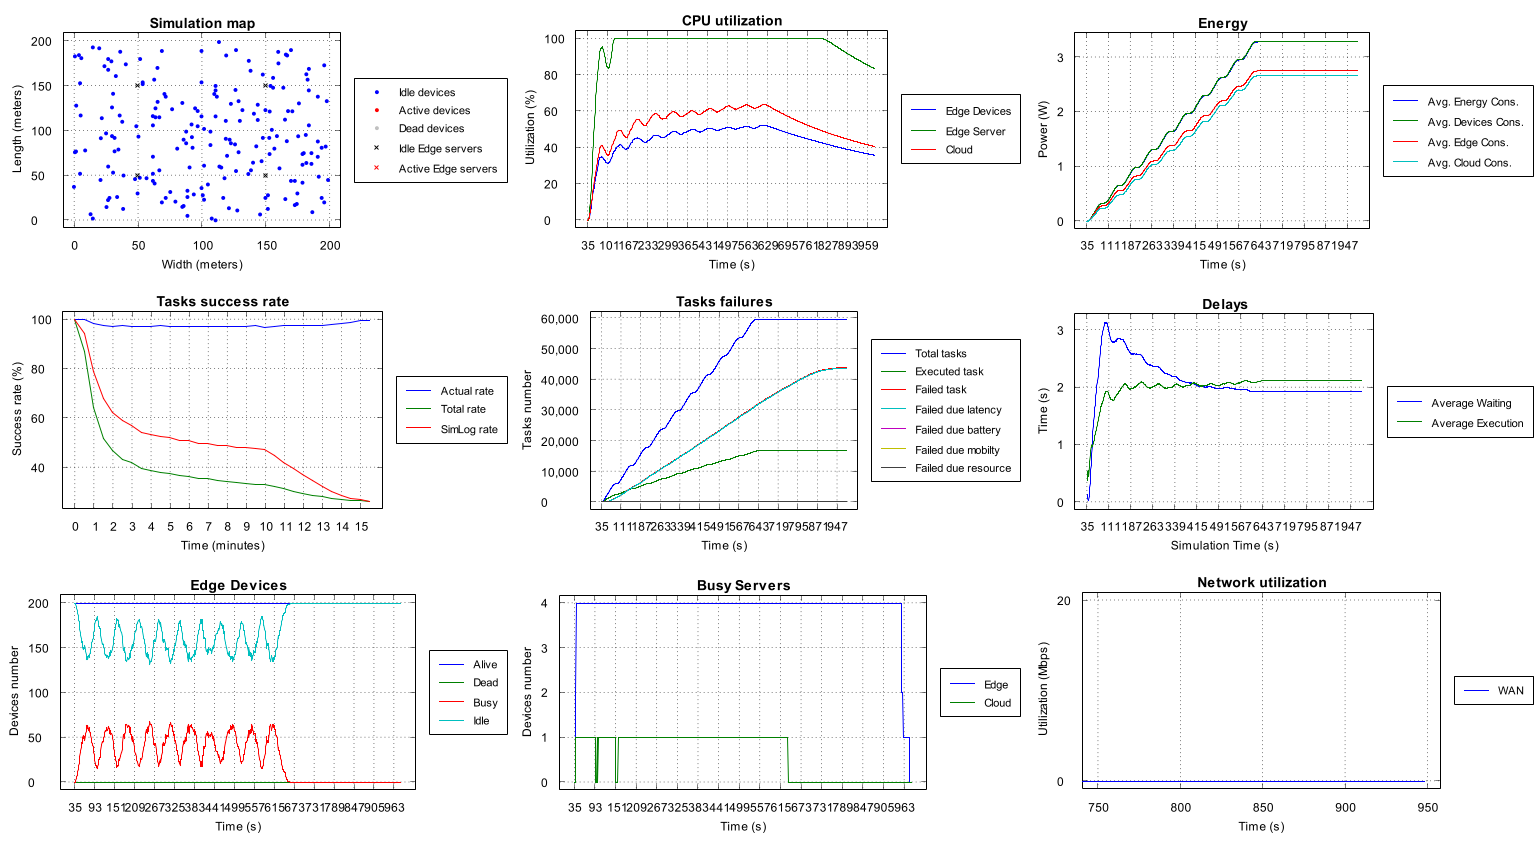 Simulation map
200
150
100
50
0
0 50 100 150 200
Length (meters)
Width (meters)
Idle devices
Active devices
Dead devices
Idle Edge servers
Active Edge servers
CPU utilization
100
80
60
40
20
0
Utilization (%)
Time (s)
Edge Devices
Edge Server
Cloud
Energy
3
2
1
0
Power (W)
Time (s)
Avg. Energy Cons.
Avg. Devices Cons.
Avg. Edge Cons.
Avg. Cloud Cons.
Tasks success rate
100
80
60
40
0 1 2 3 4 5 6 7 8 9 10 11 12 13 14 15
Success rate (%)
Time (minutes)
Actual rate
Total rate
SimLog rate
Tasks failures
60,000
50,000
40,000
30,000
20,000
10,000
0
Tasks number
Time (s)
Total tasks
Executed task
Failed task
Failed due latency
Failed due battery
Failed due mobilty
Failed due resource
Delays
3
2
1
0
Time (s)
Simulation Time (s)
Average Waiting
Average Execution
Edge Devices
200
150
100
50
0
Devices number
Time (s)
Alive
Dead
Busy
Idle
Busy Servers
4
3
2
1
0
Devices number
Time (s)
Edge
Cloud
Network utilization
20
0
750 800 850 900 950
Utilization (Mbps)
Time (s)
WAN